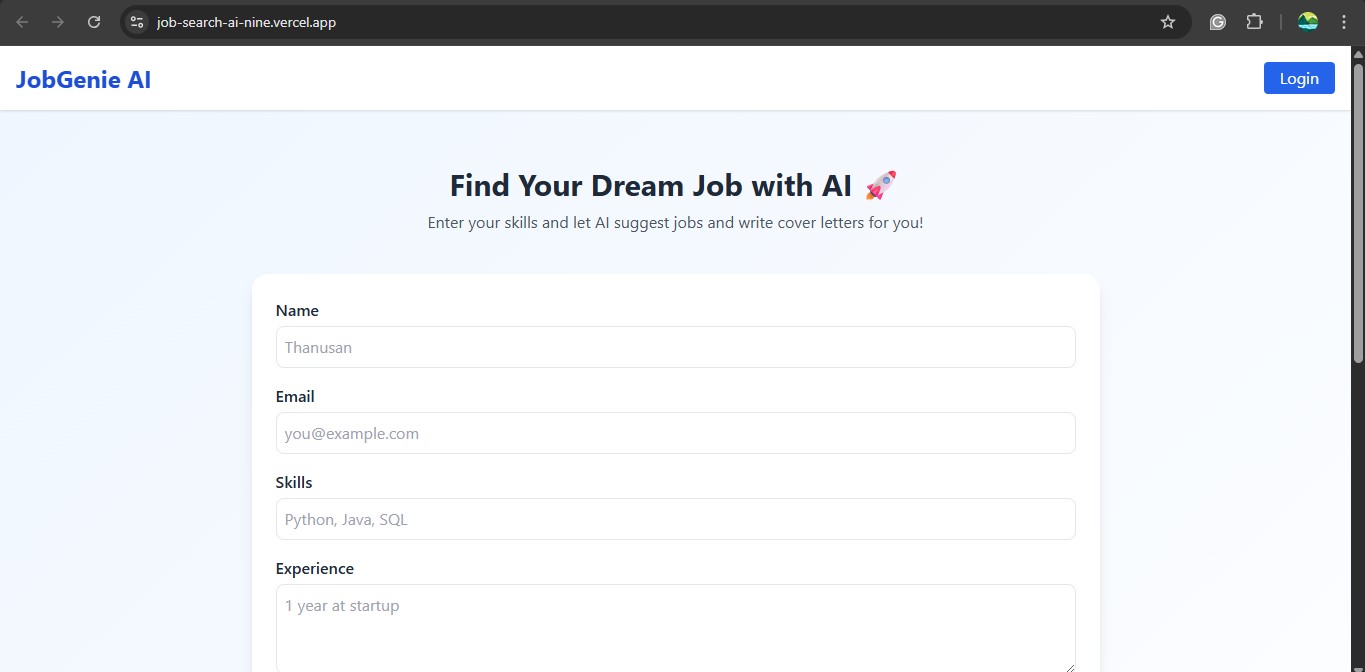 job-search-ai-nine.vercel.app
JobGenie AI
Login
Find Your Dream Job with AI 🚀
Enter your skills and let AI suggest jobs and write cover letters for you!
Name
Thanusan
Email
you@example.com
Skills
Python, Java, SQL
Experience
1 year at startup